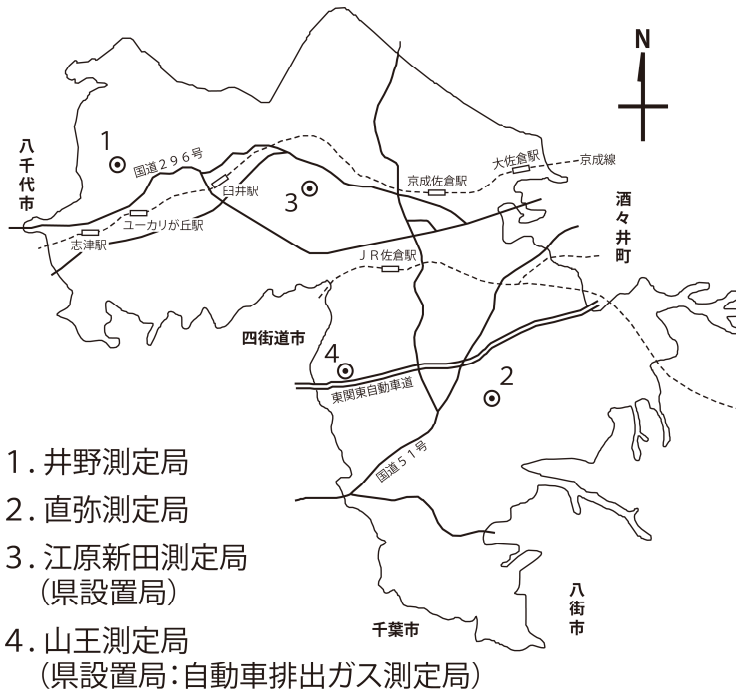 N
八千代市
1
国道296号
臼井駅
3
京成佐倉駅
大佐倉駅
京成線
酒々井町
ユーカリが丘駅
志津駅
JR佐倉駅
四街道市
4
東関東自動車道
2
国道51号
八街市
千葉市
1. 井野測定局
2. 直弥測定局
3. 江原新田測定局
(県設置局)
4. 山王測定局
(県設置局:自動車排出ガス測定局)